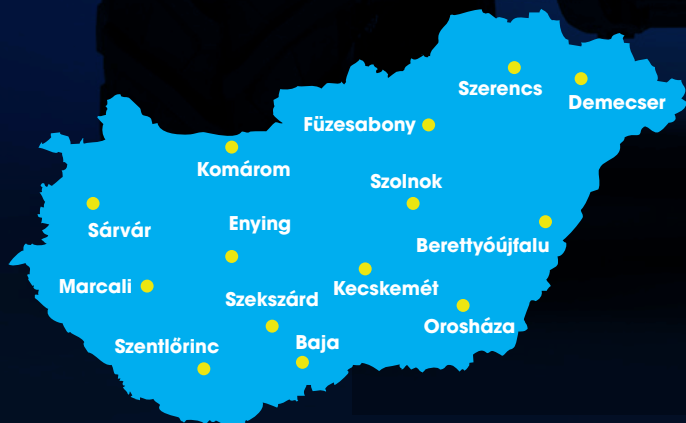 Szerencs
Demecser
Füzesabony
Komárom
Szolnok
Sárvár
Enying
Berettyóújfalu
Marcali
Kecskemét
Szekszárd
Orosháza
Szentlőrinc
Baja